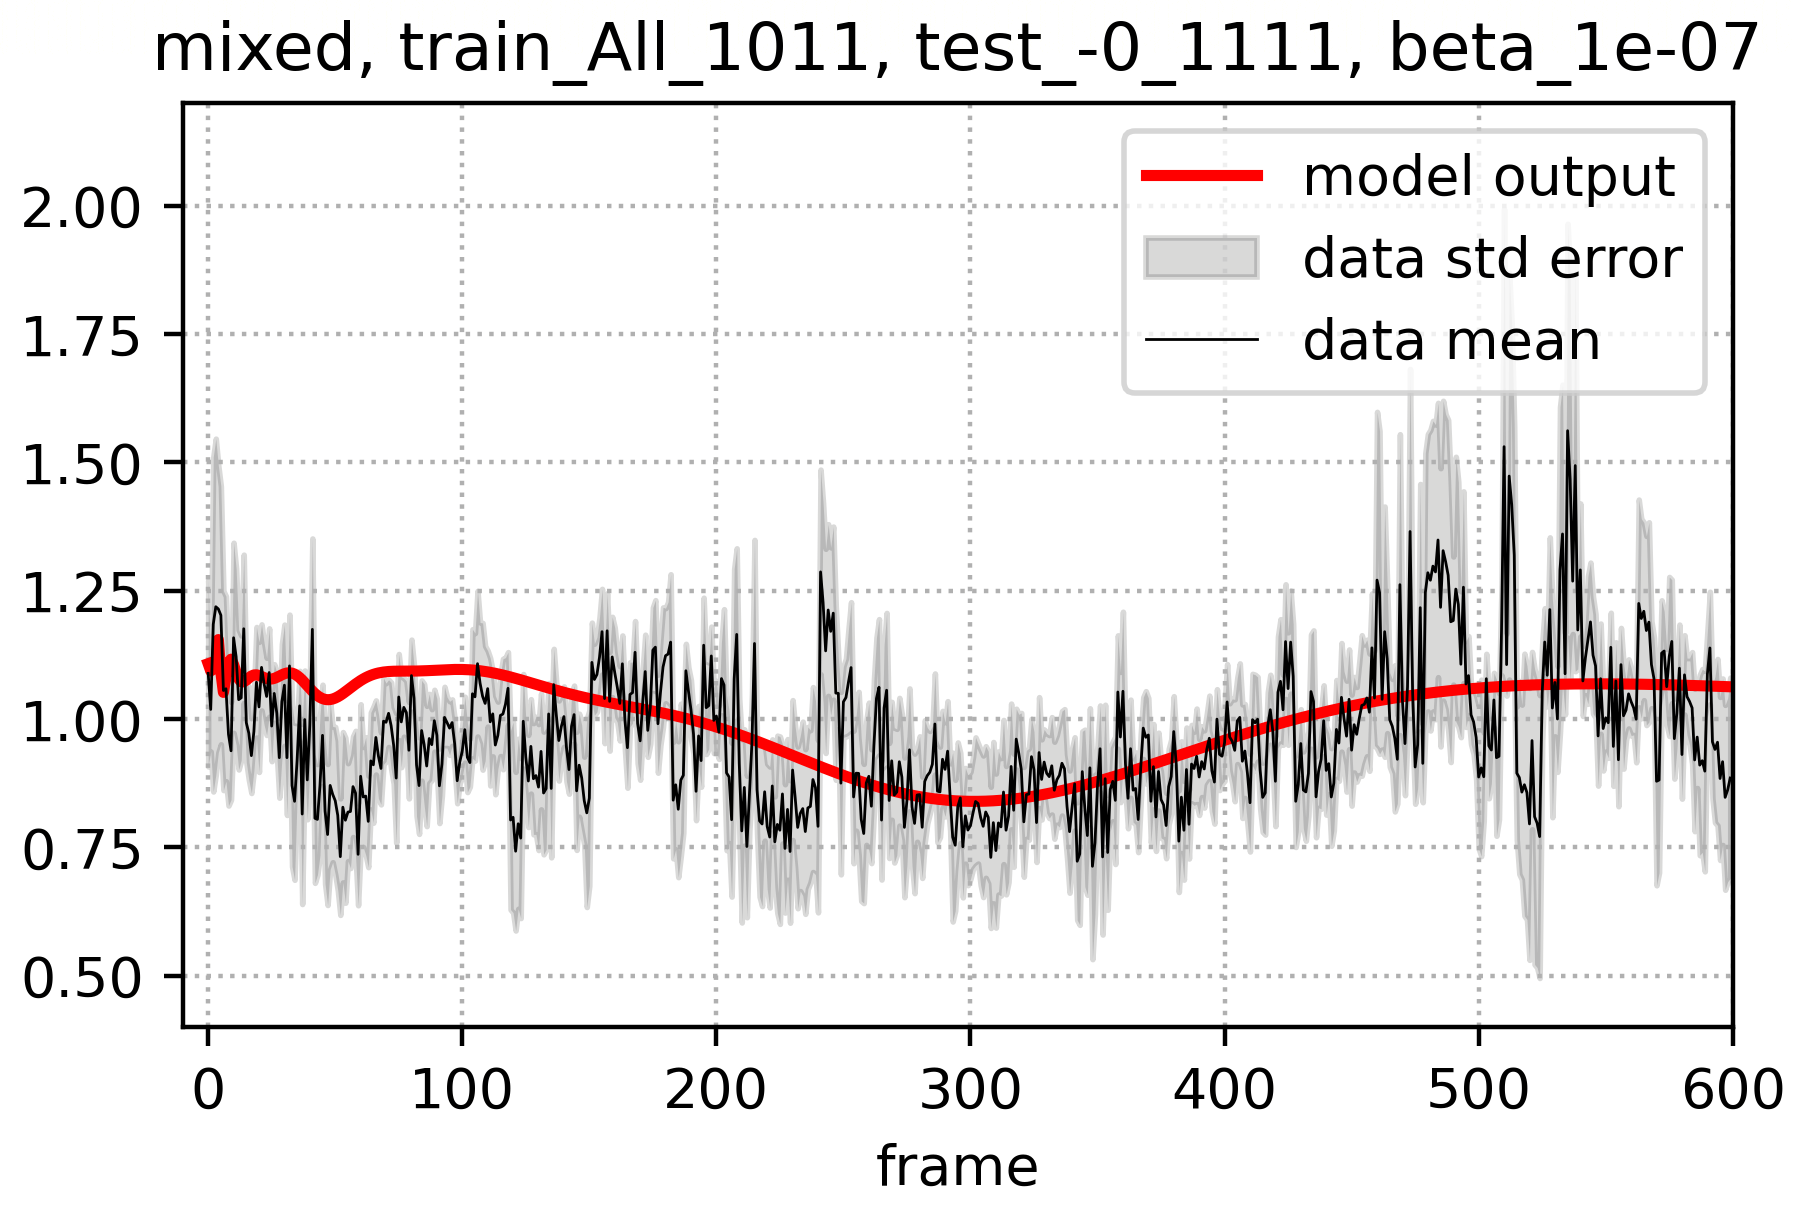 mixed, train_All_1011, test_-0_1111, beta_1e-07
model output
data std error
data mean
2.00
1.75
1.50
1.25
1.00
0.75
0.50
0 100 200 300 400 500 600
frame